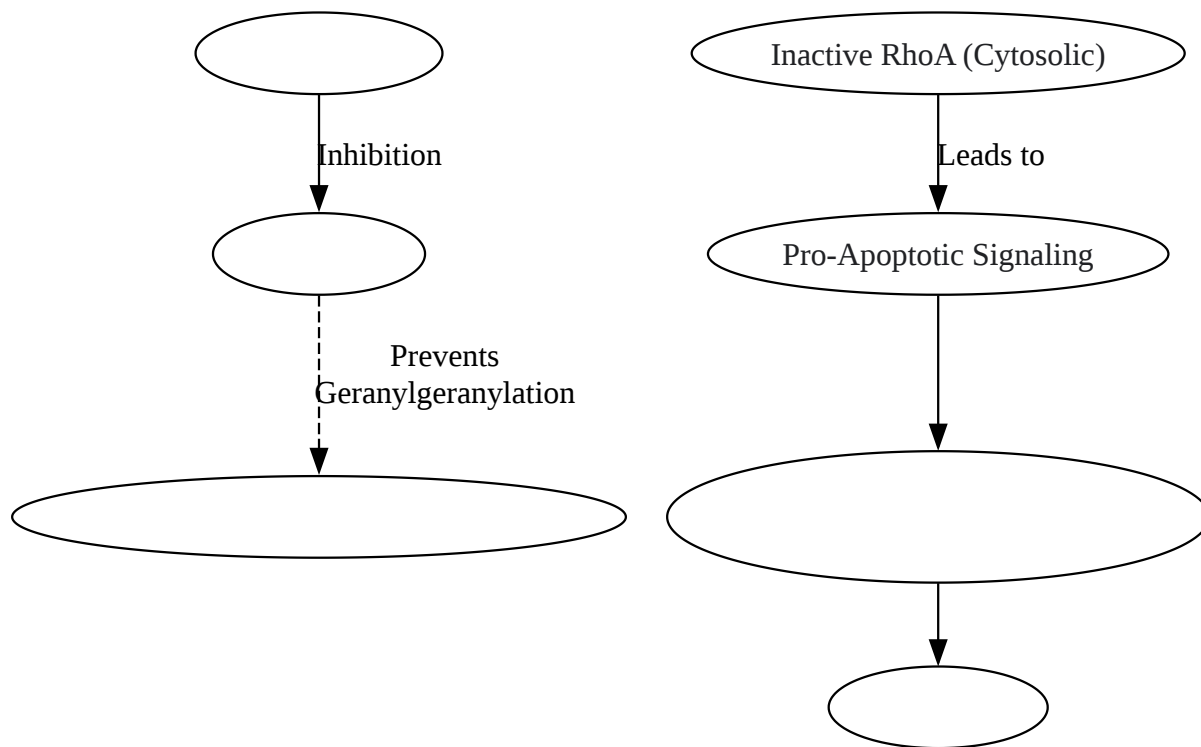 Inactive RhoA (Cytosolic)
Inhibition
Leads to
Pro-Apoptotic Signaling
Prevents
Geranylgeranylation